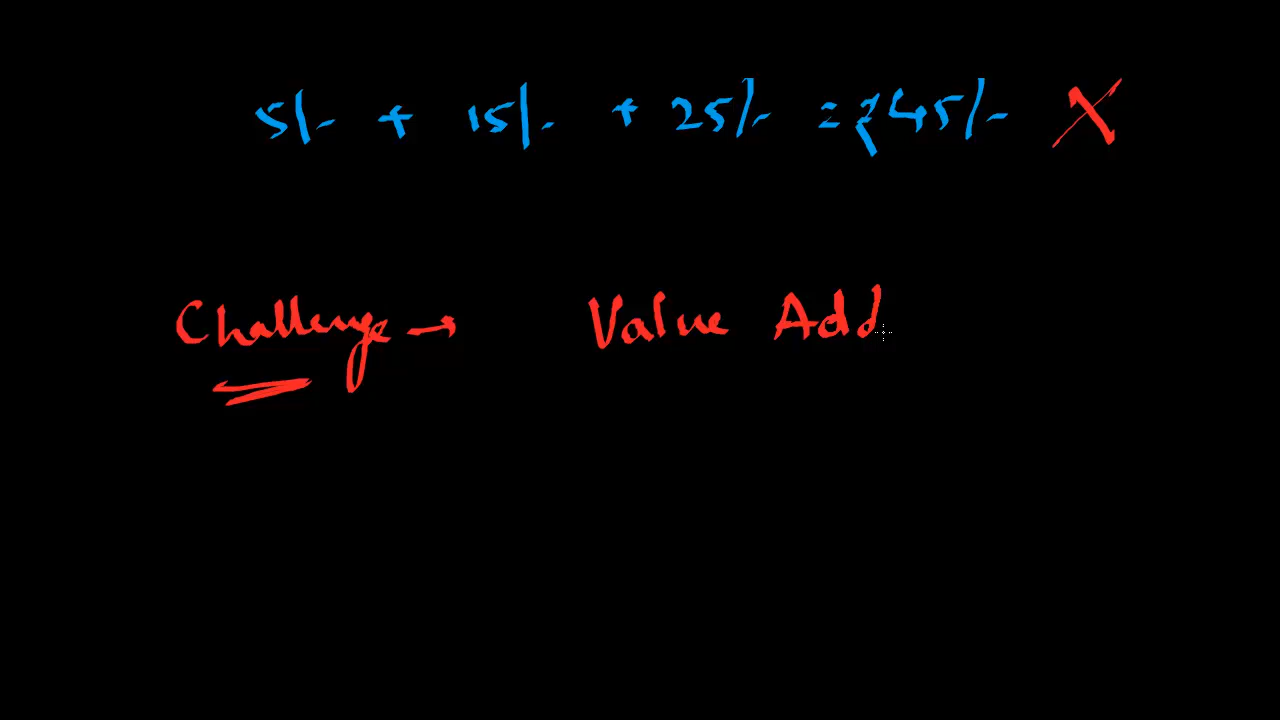 5/- + 15/- + 25/- = ₹45/- X
Challenge → Value Add